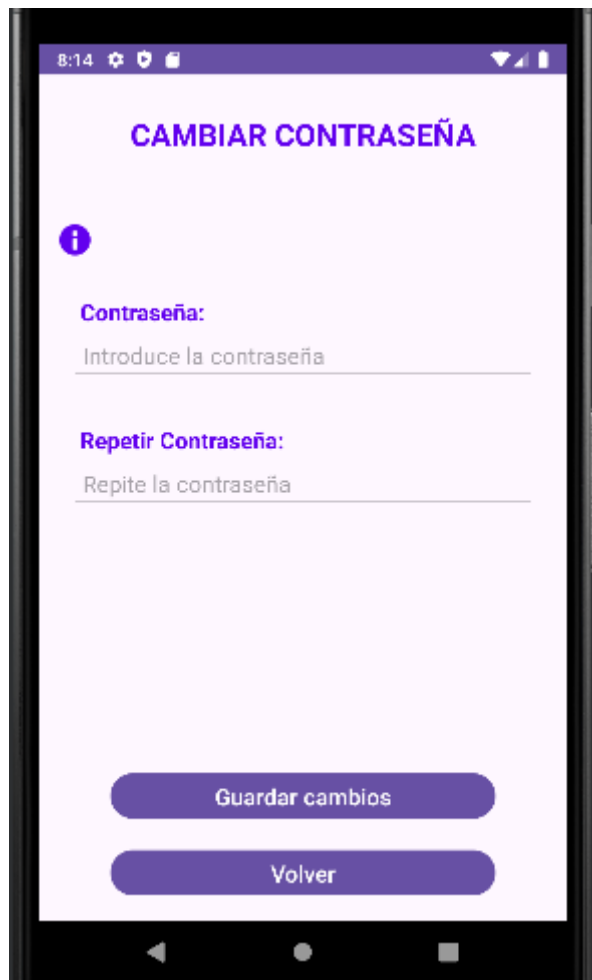 8:14
CAMBIAR CONTRASEÑA
Contraseña:
Introduce la contraseña
Repetir Contraseña:
Repite la contraseña
Guardar cambios
Volver